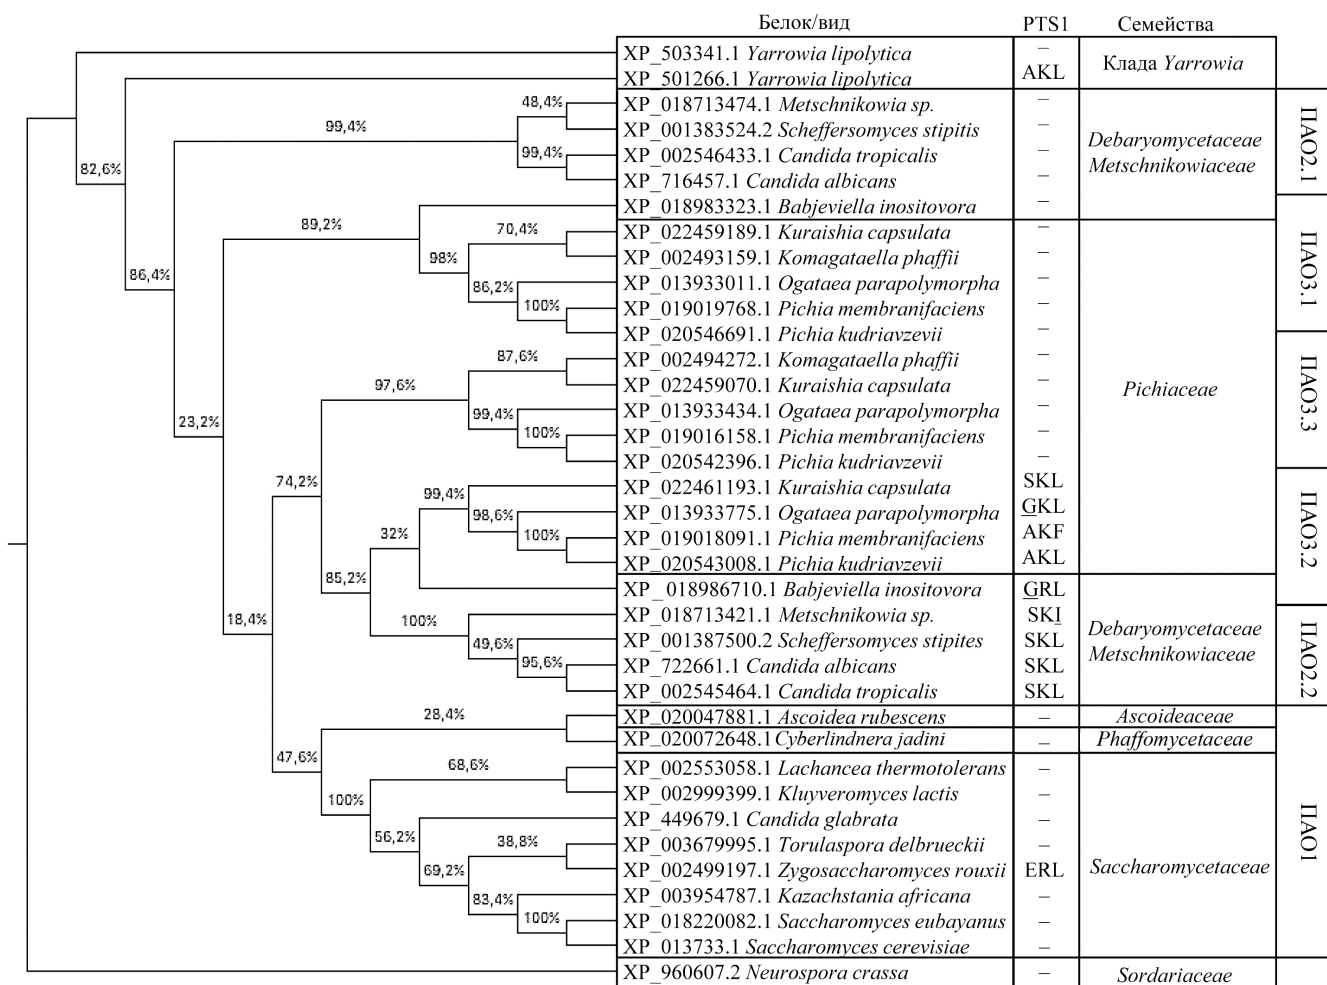 Белок/вид PTS1 Семейства
XP_503341.1 Yarrowia lipolytica – Клада Yarrowia
XP_501266.1 Yarrowia lipolytica AKL
82,6%
48,4% XP_018713474.1 Metschnikowia sp. –
99,4% XP_001383524.2 Scheffersomyces stipitis – Debaryomycetaceae ПАО2.1
99,4% XP_002546433.1 Candida tropicalis – Metschnikowiaceae
XP_716457.1 Candida albicans –
86,4%
89,2% XP_018983323.1 Babjeviella inositovora –
70,4% XP_022459189.1 Kuraishia capsulata – ПАО3.1
98% XP_002493159.1 Komagataella phaffii –
86,2% XP_013933011.1 Ogataea parapolymorpha –
100% XP_019019768.1 Pichia membranifaciens –
XP_020546691.1 Pichia kudriavzevii –
87,6% XP_002494272.1 Komagataella phaffii –
97,6% XP_022459070.1 Kuraishia capsulata – Pichiaceae ПАО3.3
23,2% 99,4% XP_013933434.1 Ogataea parapolymorpha –
100% XP_019016158.1 Pichia membranifaciens –
XP_020542396.1 Pichia kudriavzevii –
74,2% 99,4% XP_022461193.1 Kuraishia capsulata SKL
98,6% XP_013933775.1 Ogataea parapolymorpha GKL ПАО3.2
32% 100% XP_019018091.1 Pichia membranifaciens AKF
XP_020543008.1 Pichia kudriavzevii AKL
85,2% XP_ 018986710.1 Babjeviella inositovora GRL
18,4% 100% XP_018713421.1 Metschnikowia sp. SKI Debaryomycetaceae ПАО2.2
49,6% XP_001387500.2 Scheffersomyces stipites SKL Metschnikowiaceae
95,6% XP_722661.1 Candida albicans SKL
XP_002545464.1 Candida tropicalis SKL
28,4% XP_020047881.1 Ascoidea rubescens – Ascoideaceae
47,6% XP_020072648.1 Cyberlindnera jadini – Phaffomycetaceae
68,6% XP_002553058.1 Lachancea thermotolerans –
100% XP_002999399.1 Kluyveromyces lactis –
56,2% XP_449679.1 Candida glabrata – ПАО1
38,8% XP_003679995.1 Torulaspora delbrueckii –
69,2% XP_002499197.1 Zygosaccharomyces rouxii ERL Saccharomycetaceae
83,4% XP_003954787.1 Kazachstania africana –
100% XP_018220082.1 Saccharomyces eubayanus –
XP_013733.1 Saccharomyces cerevisiae –
XP_960607.2 Neurospora crassa – Sordariaceae